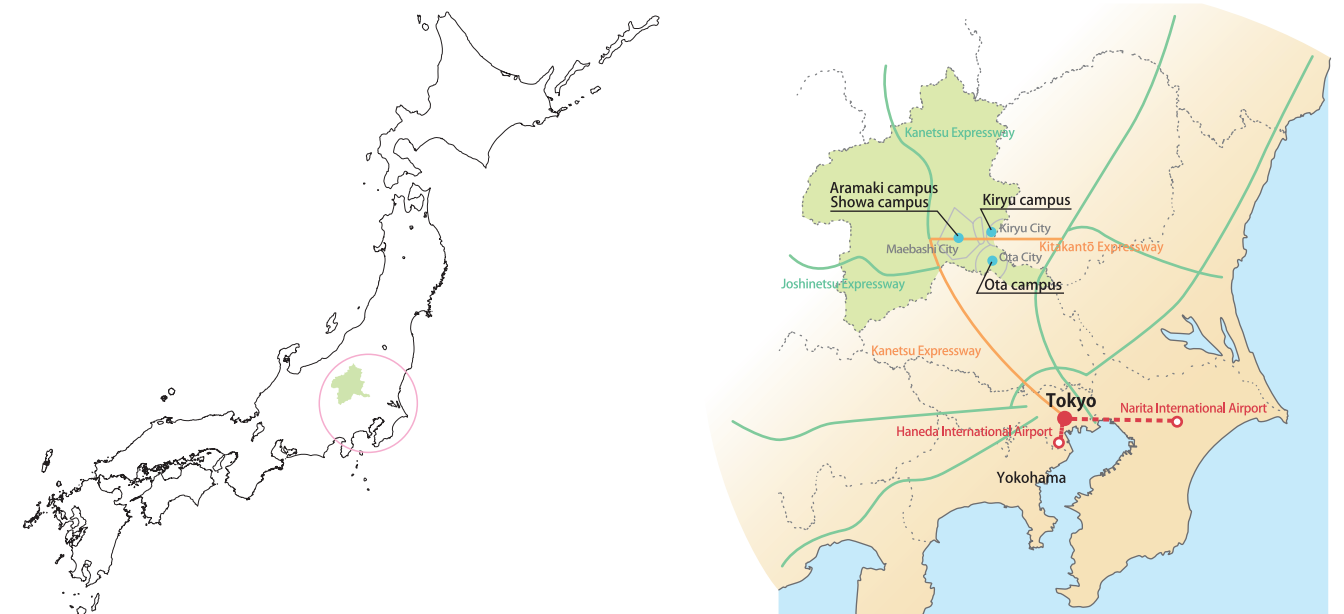 Kanetsu Expressway
Aramaki campus
Showa campus
Kiryu campus
Kiryu City
Maebashi City
Kitakantō Expressway
Ōta City
Joshinetsu Expressway
Ota campus
Kanetsu Expressway
Tokyo
Narita International Airport
Haneda International Airport
Yokohama